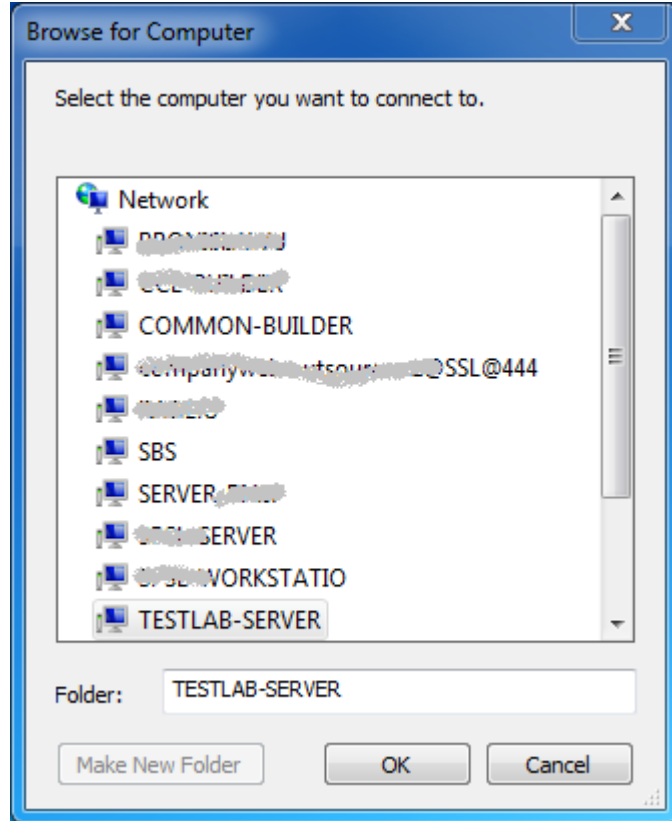 Browse for Computer
Select the computer you want to connect to.
Network
COMMON-BUILDER
@SSL@444
SBS
SERVER
SERVER
WORKSTATIO
TESTLAB-SERVER
Folder: TESTLAB-SERVER
Make New Folder OK Cancel